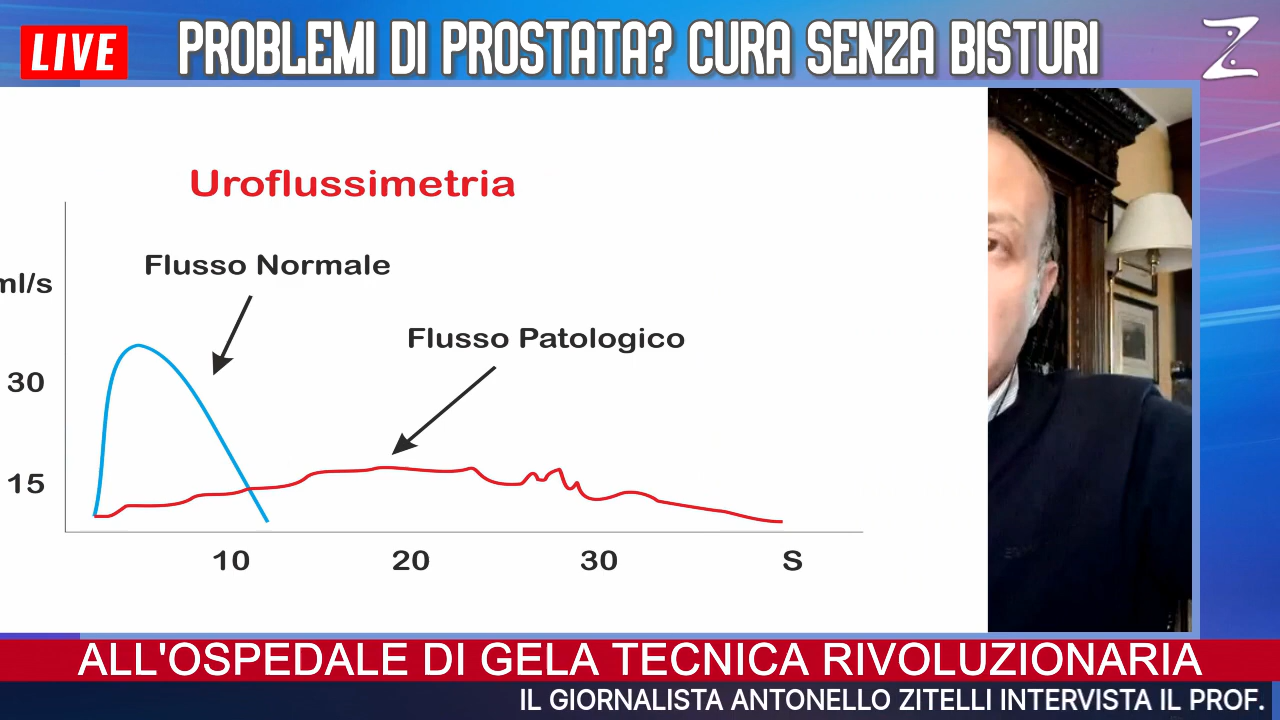 LIVE
PROBLEMI DI PROSTATA? CURA SENZA BISTURI
Uroflussimetria
Flusso Normale
ml/s
Flusso Patologico
30
15
10 20 30 S
ALL'OSPEDALE DI GELA TECNICA RIVOLUZIONARIA
IL GIORNALISTA ANTONELLO ZITELLI INTERVISTA IL PROF.